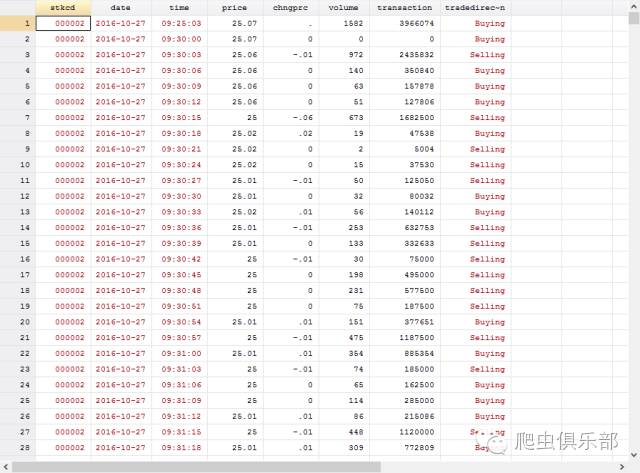 stkcd date time price chngprc volume transaction tradedirec~n
1 000002 2016-10-27 09:25:03 25.07 . 1582 3966074 Buying
2 000002 2016-10-27 09:30:00 25.07 0 0 0 Buying
3 000002 2016-10-27 09:30:03 25.06 -.01 972 2435832 Selling
4 000002 2016-10-27 09:30:06 25.06 0 140 350840 Buying
5 000002 2016-10-27 09:30:09 25.06 0 63 157878 Buying
6 000002 2016-10-27 09:30:12 25.06 0 51 127806 Buying
7 000002 2016-10-27 09:30:15 25 -.06 673 1682500 Selling
8 000002 2016-10-27 09:30:18 25.02 .02 19 47538 Buying
9 000002 2016-10-27 09:30:21 25.02 0 2 5004 Selling
10 000002 2016-10-27 09:30:24 25.02 0 15 37530 Selling
11 000002 2016-10-27 09:30:27 25.01 -.01 50 125050 Selling
12 000002 2016-10-27 09:30:30 25.01 0 32 80032 Buying
13 000002 2016-10-27 09:30:33 25.02 .01 56 140112 Buying
14 000002 2016-10-27 09:30:36 25.01 -.01 253 632753 Selling
15 000002 2016-10-27 09:30:39 25.01 0 133 332633 Buying
16 000002 2016-10-27 09:30:42 25 -.01 30 75000 Selling
17 000002 2016-10-27 09:30:45 25 0 198 495000 Selling
18 000002 2016-10-27 09:30:48 25 0 231 577500 Selling
19 000002 2016-10-27 09:30:51 25 0 75 187500 Selling
20 000002 2016-10-27 09:30:54 25.01 .01 151 377651 Buying
21 000002 2016-10-27 09:30:57 25 -.01 475 1187500 Selling
22 000002 2016-10-27 09:31:00 25.01 .01 354 885354 Buying
23 000002 2016-10-27 09:31:03 25 -.01 74 185000 Selling
24 000002 2016-10-27 09:31:06 25 0 65 162500 Buying
25 000002 2016-10-27 09:31:09 25 0 114 285000 Buying
26 000002 2016-10-27 09:31:12 25.01 .01 86 215086 Buying
27 000002 2016-10-27 09:31:15 25 -.01 448 1120000 Selling
28 000002 2016-10-27 09:31:18 25.01 .01 309 772809 Buying
爬虫俱乐部